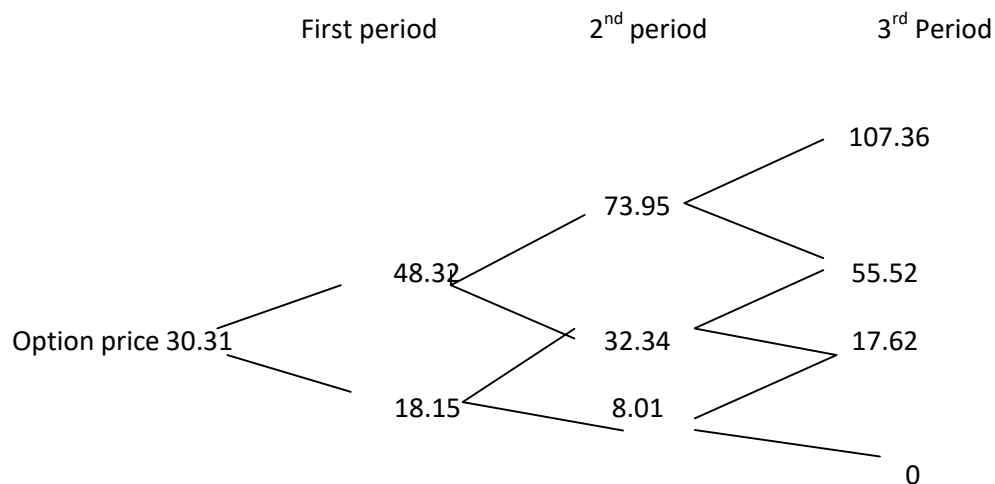 First period 2nd period 3rd Period
107.36
73.95
48.32 55.52
Option price 30.31 32.34 17.62
18.15 8.01
0